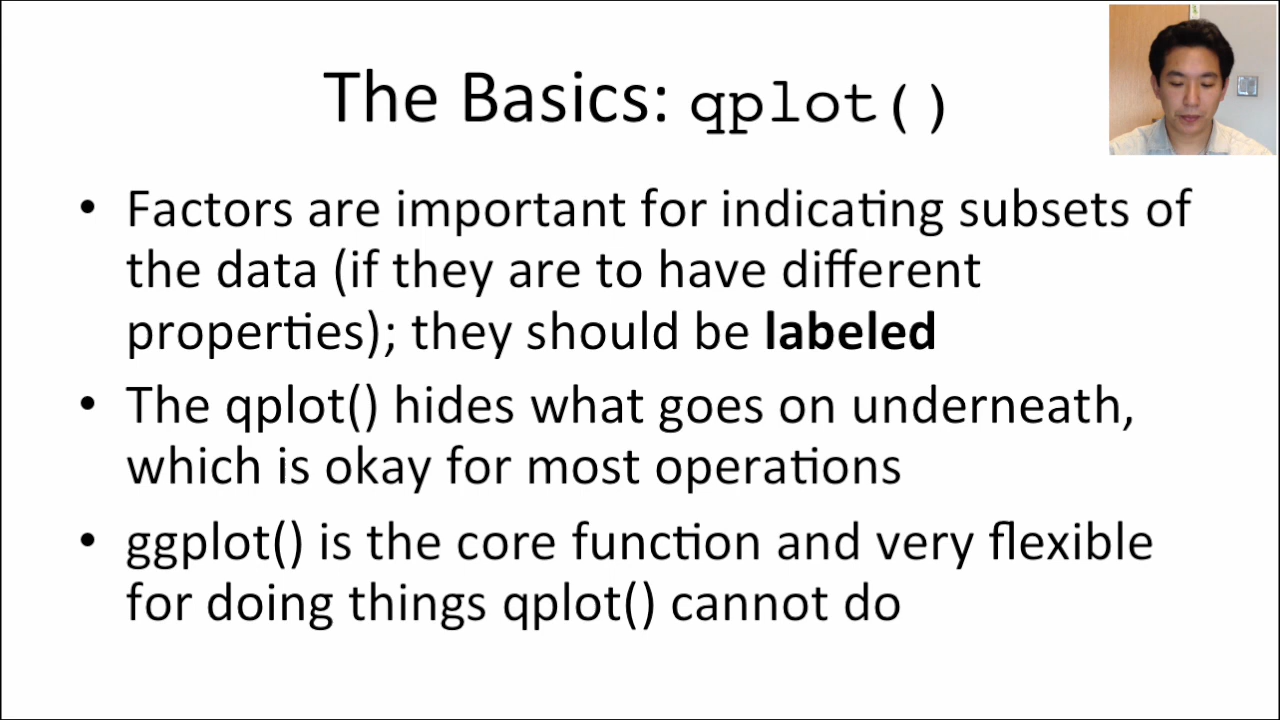 The Basics: qplot()
• Factors are important for indicating subsets of
the data (if they are to have different
properties); they should be labeled
• The qplot() hides what goes on underneath,
which is okay for most operations
• ggplot() is the core function and very flexible
for doing things qplot() cannot do